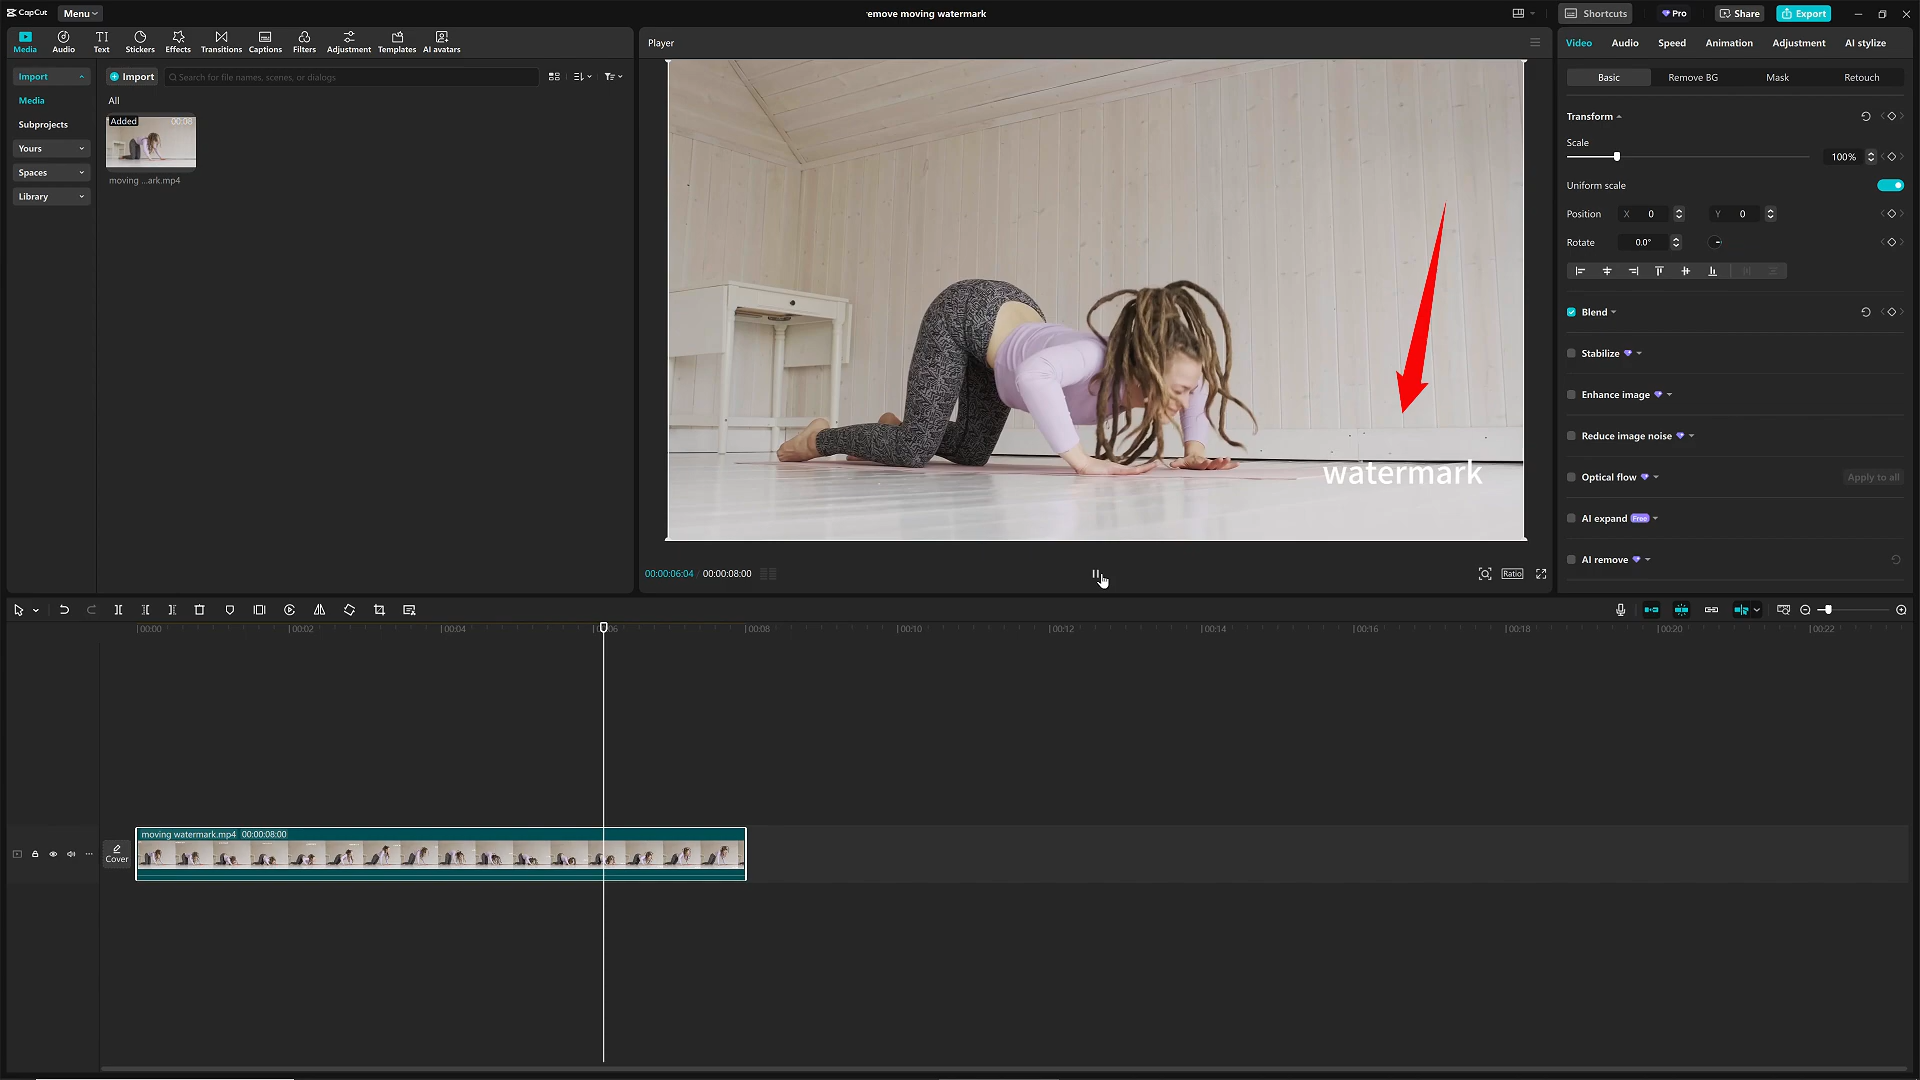 CapCut
Menu
emove moving watermark
Shortcuts
Pro
Share
Export
Media
Audio
Text
Stickers
Effects
Transitions
Captions
Filters
Adjustment
Templates
AI avatars
Player
Video
Audio
Speed
Animation
Adjustment
AI stylize
Import
Import
Search for file names, scenes, or dialogs
Basic
Remove BG
Mask
Retouch
Media
All
Subprojects
Added
00:08
Yours
Spaces
moving ...ark.mp4
Library
Transform
Scale
100%
Uniform scale
Position
X
0
Y
0
Rotate
0.0°
Blend
Stabilize
Enhance image
Reduce image noise
Optical flow
Apply to all
AI expand
Free
AI remove
watermark
00:00:06:04 / 00:00:08:00
Ratio
00:00
00:02
00:04
00:06
00:08
00:10
00:12
00:14
00:16
00:18
00:20
00:22
moving watermark.mp4 00:00:08:00
Cover